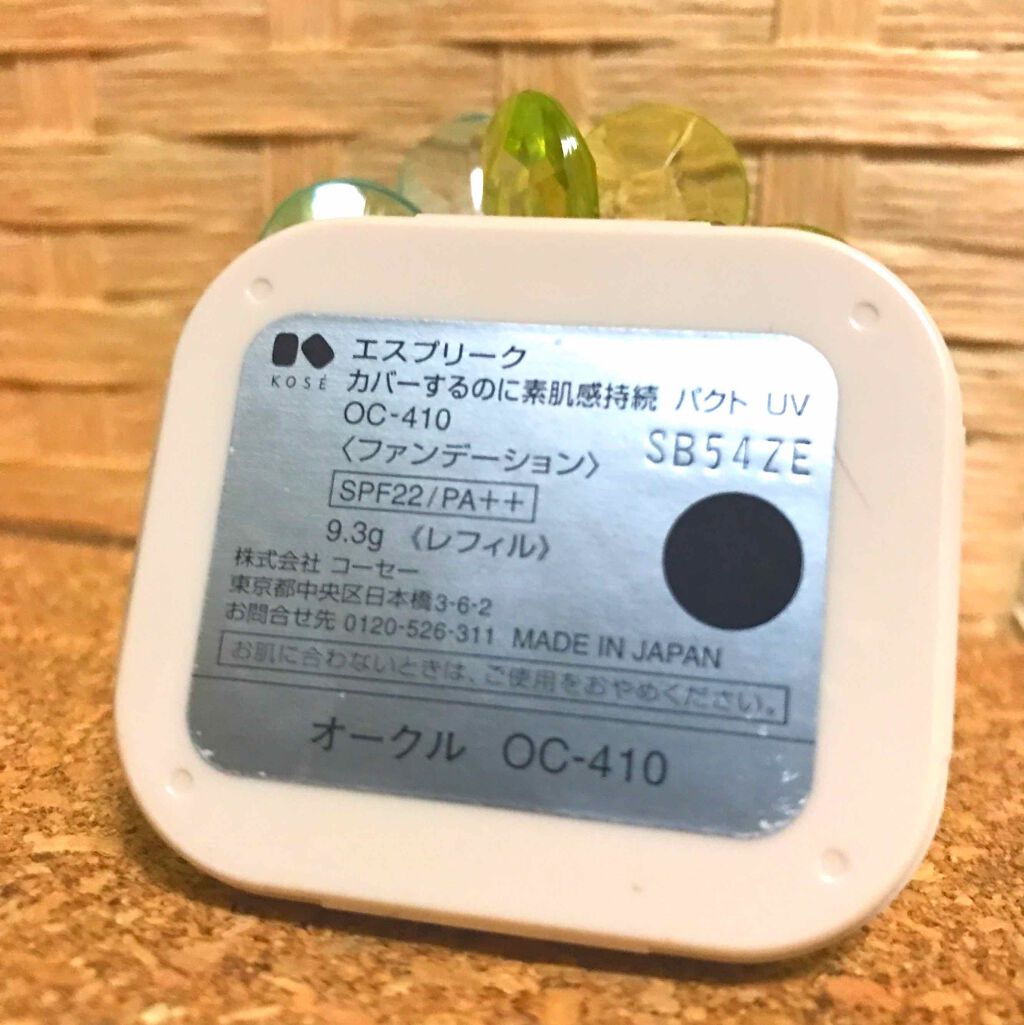 KOSÉ
エスプリーク
カバーするのに素肌感持続 パクト UV
OC-410
〈ファンデーション〉 SB54ZE
SPF22/PA++
9.3g 《レフィル》
株式会社 コーセー
東京都中央区日本橋3-6-2
お問合せ先 0120-526-311 MADE IN JAPAN
お肌に合わないときは、ご使用をおやめください。
オークル OC-410